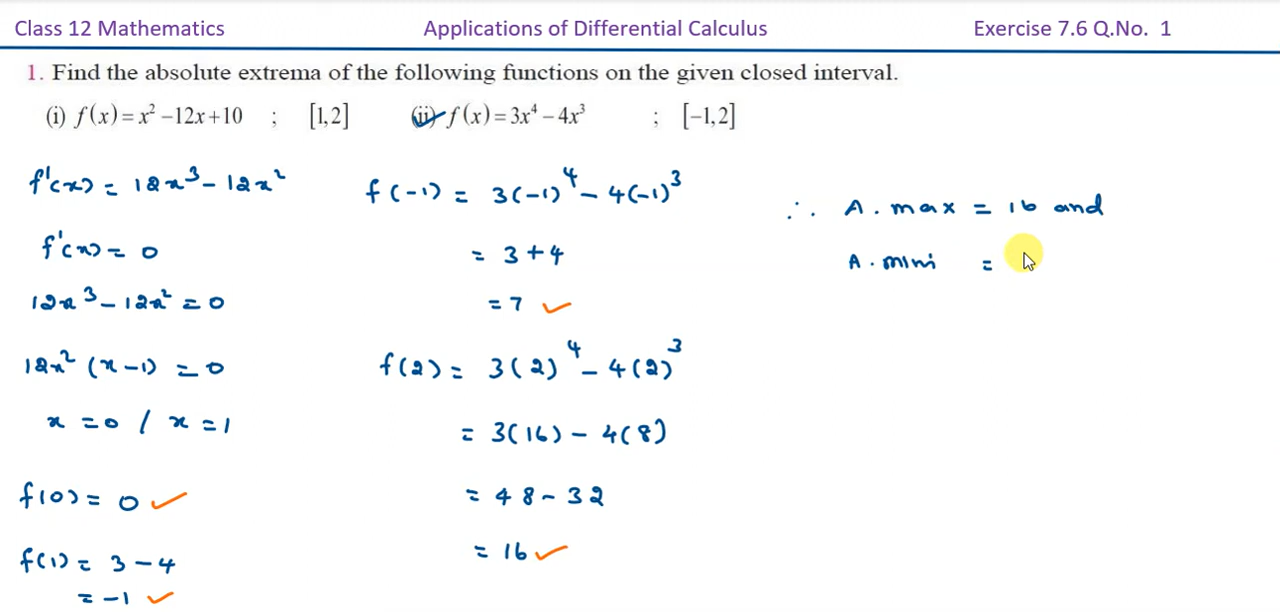 Class 12 Mathematics Applications of Differential Calculus Exercise 7.6 Q.No. 1
1. Find the absolute extrema of the following functions on the given closed interval.
(i) f(x) = x² −12x+10 ; [1,2] (ii) f(x) = 3x⁴ − 4x³ ; [−1,2]
f'(x) = 12x³ − 12x²
f'(x) = 0
12x³ − 12x² = 0
12x² (x−1) = 0
x = 0 / x = 1
f(0) = 0 ✓
f(1) = 3 − 4
= −1 ✓
f(−1) = 3(−1)⁴ − 4(−1)³
= 3 + 4
= 7 ✓
f(2) = 3(2)⁴ − 4(2)³
= 3(16) − 4(8)
= 48 − 32
= 16 ✓
∴ A. max = 16 and
A. mini =